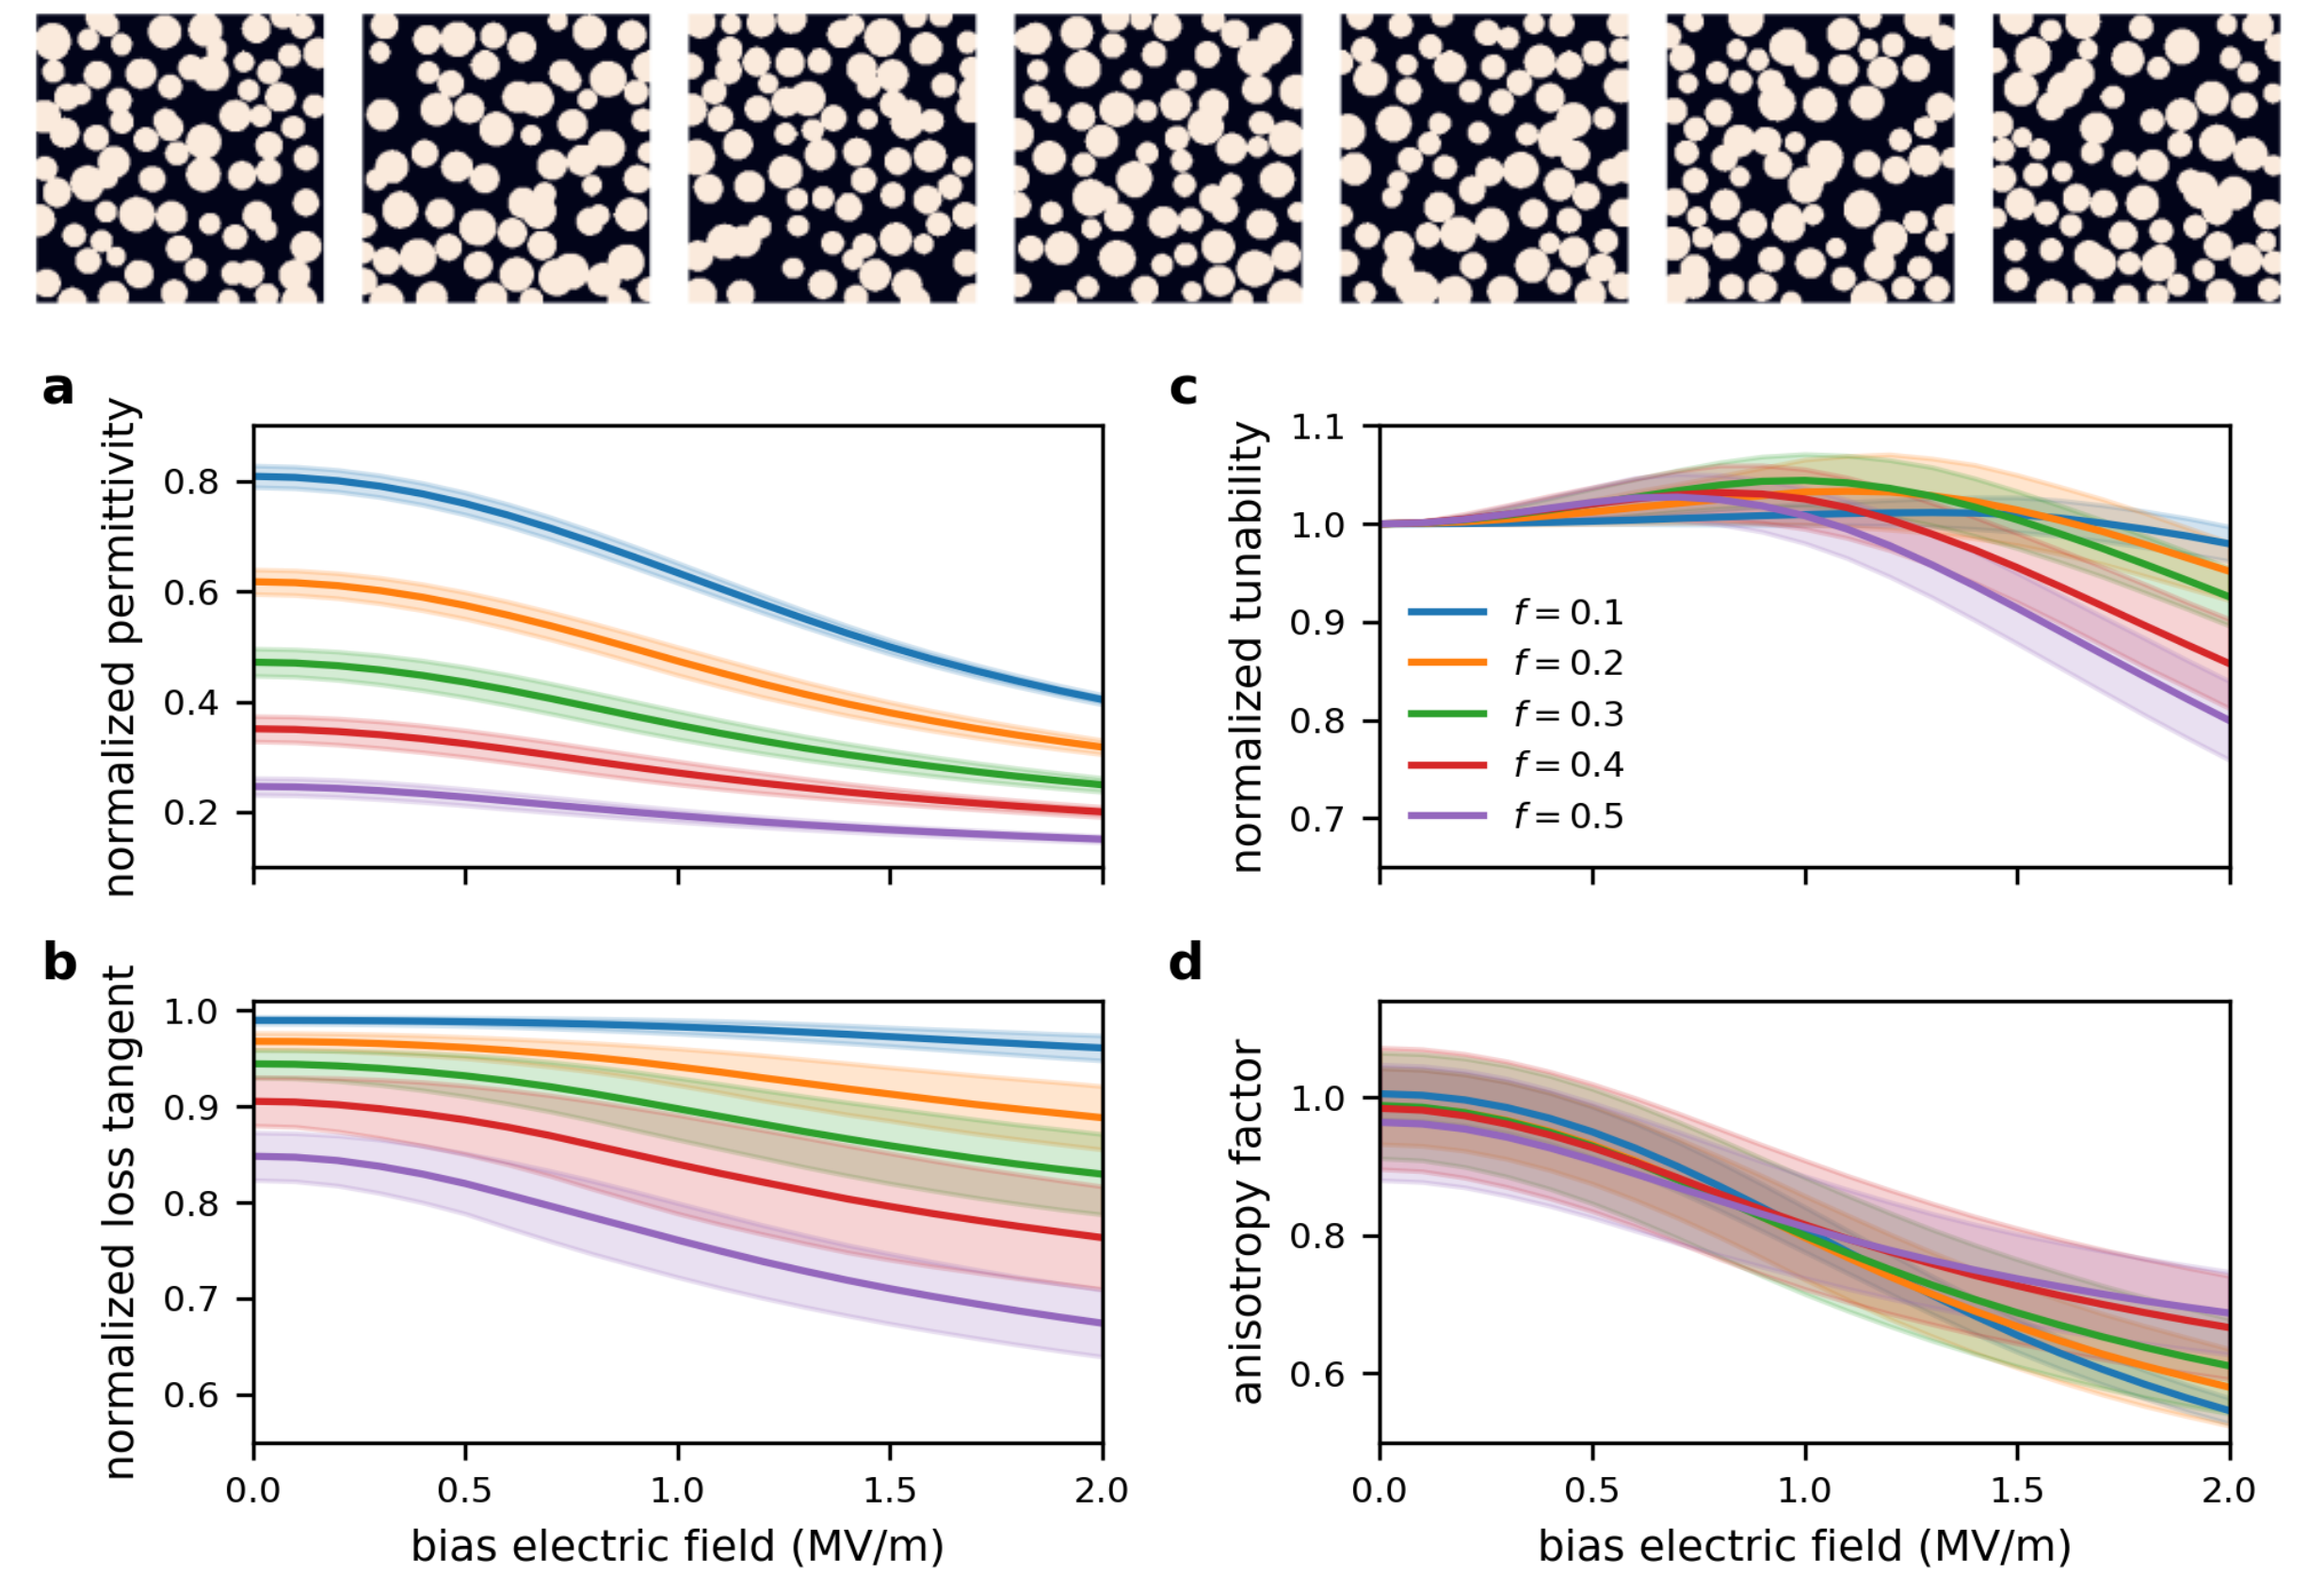 a
normalized permittivity
0.8
0.6
0.4
0.2
c
normalized tunability
1.1
1.0
0.9
0.8
0.7
f = 0.1
f = 0.2
f = 0.3
f = 0.4
f = 0.5
b
normalized loss tangent
1.0
0.9
0.8
0.7
0.6
0.0 0.5 1.0 1.5 2.0
bias electric field (MV/m)
d
anisotropy factor
1.0
0.8
0.6
0.0 0.5 1.0 1.5 2.0
bias electric field (MV/m)